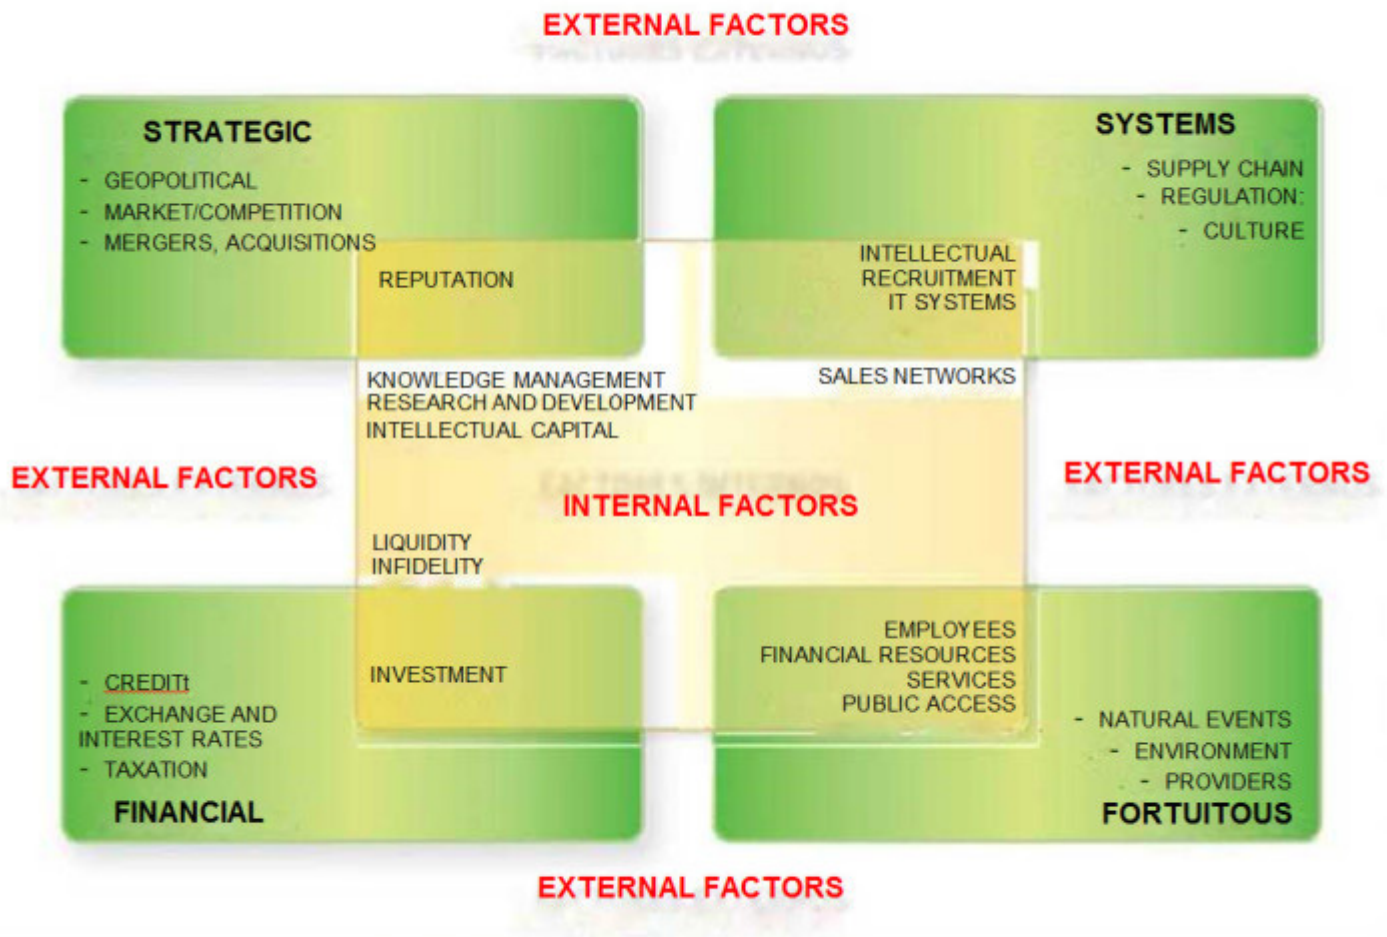 EXTERNAL FACTORS
STRATEGIC
- GEOPOLITICAL
- MARKET/COMPETITION
- MERGERS, ACQUISITIONS
REPUTATION
SYSTEMS
- SUPPLY CHAIN
- REGULATION:
- CULTURE
INTELLECTUAL
RECRUITMENT
IT SYSTEMS
KNOWLEDGE MANAGEMENT
RESEARCH AND DEVELOPMENT
INTELLECTUAL CAPITAL
SALES NETWORKS
EXTERNAL FACTORS
INTERNAL FACTORS
EXTERNAL FACTORS
LIQUIDITY
INFIDELITY
INVESTMENT
- CREDITt
- EXCHANGE AND
INTEREST RATES
- TAXATION
FINANCIAL
EMPLOYEES
FINANCIAL RESOURCES
SERVICES
PUBLIC ACCESS
- NATURAL EVENTS
- ENVIRONMENT
- PROVIDERS
FORTUITOUS
EXTERNAL FACTORS